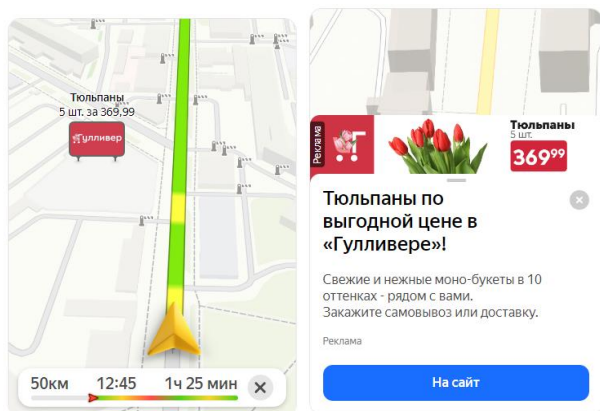 Тюльпаны
5 шт. за 369,99
Гулливер
50км 12:45 1ч 25 мин
Реклама
Тюльпаны
5 шт.
369⁹⁹
Тюльпаны по
выгодной цене в
«Гулливере»!
Свежие и нежные моно-букеты в 10
оттенках - рядом с вами.
Закажите самовывоз или доставку.
Реклама
На сайт